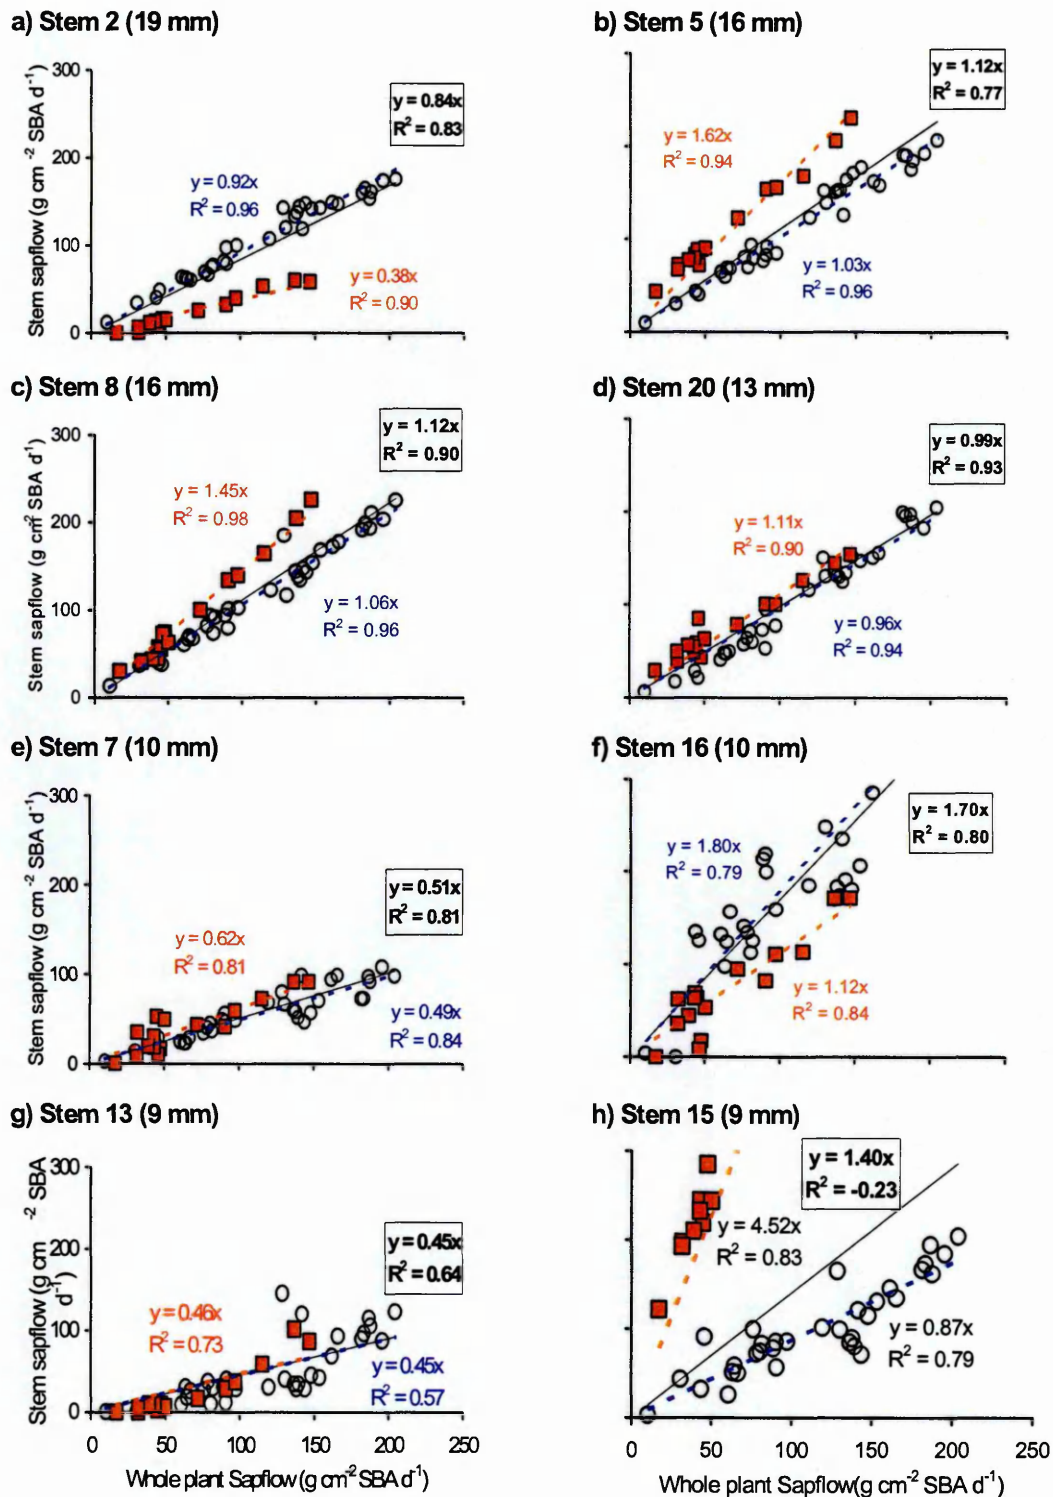 a) Stem 2 (19 mm)
300
200
100
0
Stem sapflow (g cm⁻² SBA d⁻¹)
y = 0.84x
R² = 0.83
y = 0.92x
R² = 0.96
y = 0.38x
R² = 0.90
b) Stem 5 (16 mm)
y = 1.12x
R² = 0.77
y = 1.62x
R² = 0.94
y = 1.03x
R² = 0.96
c) Stem 8 (16 mm)
300
200
100
0
Stem sapflow (g cm² SBA d⁻¹)
y = 1.12x
R² = 0.90
y = 1.45x
R² = 0.98
y = 1.06x
R² = 0.96
d) Stem 20 (13 mm)
y = 0.99x
R² = 0.93
y = 1.11x
R² = 0.90
y = 0.96x
R² = 0.94
e) Stem 7 (10 mm)
300
200
100
0
Stem sapflow (g cm⁻² SBA d⁻¹)
y = 0.51x
R² = 0.81
y = 0.62x
R² = 0.81
y = 0.49x
R² = 0.84
f) Stem 16 (10 mm)
y = 1.70x
R² = 0.80
y = 1.80x
R² = 0.79
y = 1.12x
R² = 0.84
g) Stem 13 (9 mm)
300
200
100
0
Stem sapflow (g cm⁻² SBA
d⁻¹)
y = 0.45x
R² = 0.64
y = 0.46x
R² = 0.73
y = 0.45x
R² = 0.57
0 50 100 150 200 250
Whole plant Sapflow (g cm⁻² SBA d⁻¹)
h) Stem 15 (9 mm)
y = 1.40x
R² = -0.23
y = 4.52x
R² = 0.83
y = 0.87x
R² = 0.79
0 50 100 150 200 250
Whole plant Sapflow(g cm⁻² SBA d⁻¹)